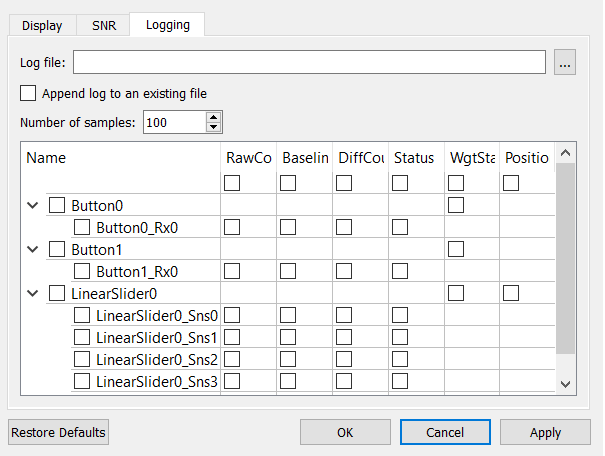 Display SNR Logging
Log file: ...
Append log to an existing file
Number of samples: 100
Name RawCo Baselin DiffCou Status WgtSta Positio
Button0
Button0_Rx0
Button1
Button1_Rx0
LinearSlider0
LinearSlider0_Sns0
LinearSlider0_Sns1
LinearSlider0_Sns2
LinearSlider0_Sns3
Restore Defaults OK Cancel Apply